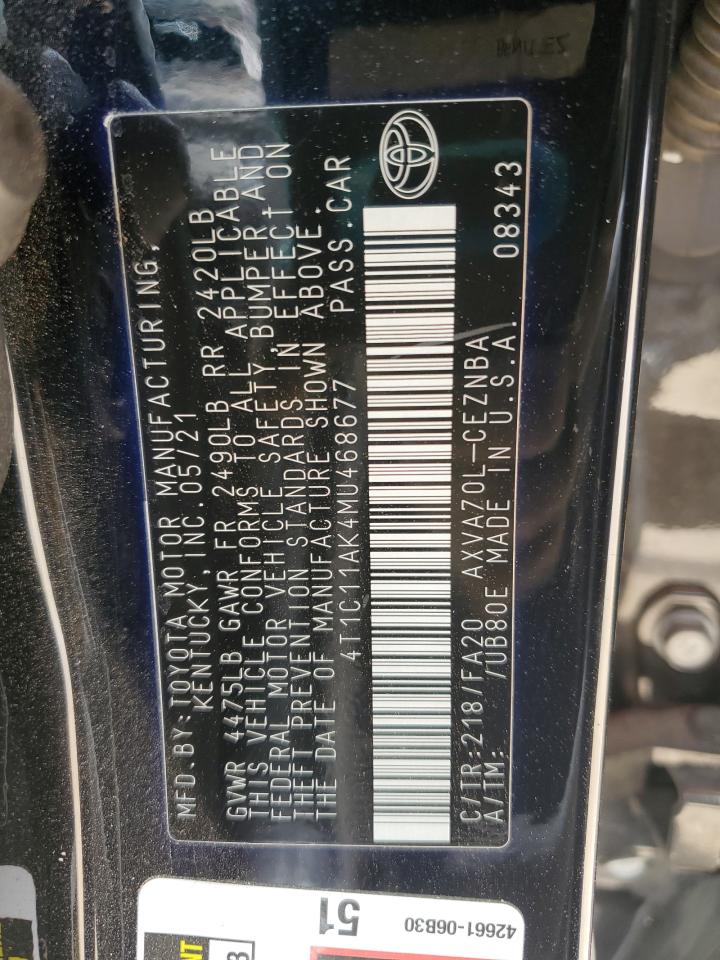 MFD. BY: TOYOTA MOTOR MANUFACTURING,
KENTUCKY, INC. 05/21
GVWR 4475LB GAWR FR 2490LB RR 2420LB
THIS VEHICLE CONFORMS TO ALL APPLICABLE
FEDERAL MOTOR VEHICLE SAFETY, BUMPER AND
THEFT PREVENTION STANDARDS IN EFFECT ON
THE DATE OF MANUFACTURE SHOWN ABOVE.
4T1C11AK4MU468677 PASS.CAR
C/TR: 218/FA20 AXVA70L-CEZNBA
A/TM: /UB80E MADE IN U.S.A. 08343
51
42661-06B30